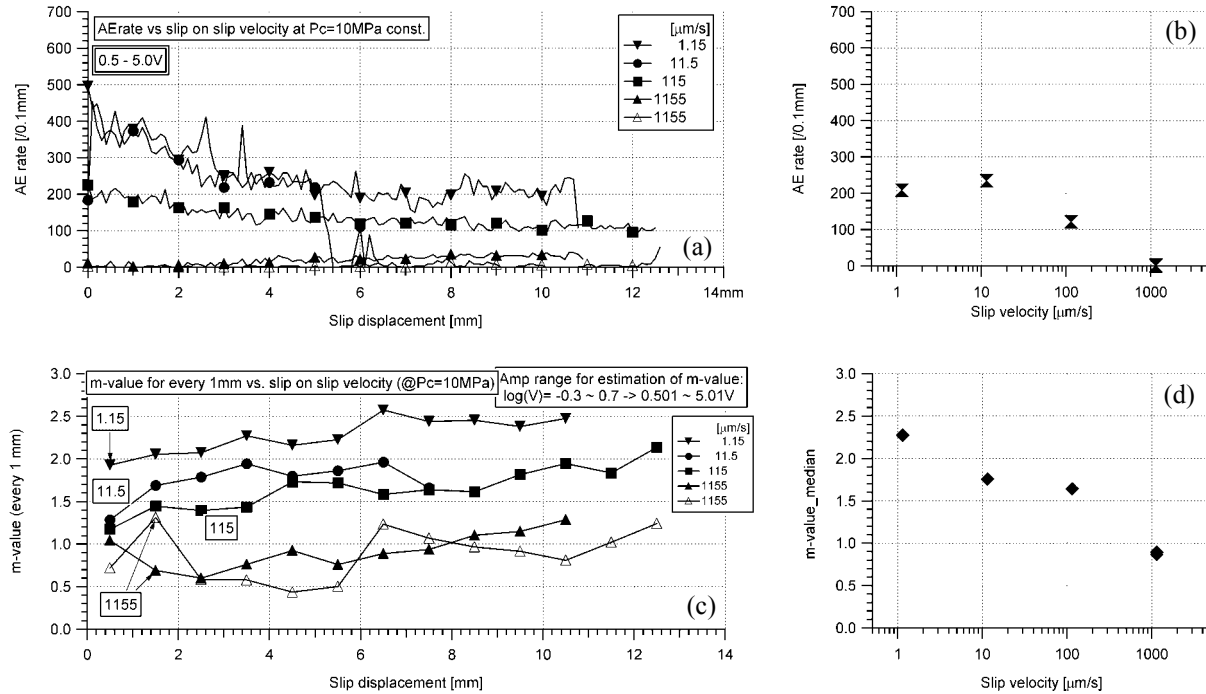 AErate vs slip on slip velocity at Pc=10MPa const.
0.5 - 5.0V
[μm/s]
1.15
11.5
115
1155
1155
/700
600
500
400
300
200
100
0
AE rate [/0.1mm]
0 2 4 6 8 10 12 14mm
Slip displacement [mm]
(a)
(b)
/700
600
500
400
300
200
100
0
AE rate [/0.1mm]
1 10 100 1000
Slip velocity [μm/s]
m-value for every 1mm vs. slip on slip velocity (@Pc=10MPa)
Amp range for estimation of m-value:
log(V)= -0.3 ~ 0.7 -> 0.501 ~ 5.01V
[μm/s]
1.15
11.5
115
1155
1155
1.15
11.5
115
1155
3.0
2.5
2.0
1.5
1.0
0.5
0.0
m-value (every 1 mm)
0 2 4 6 8 10 12 14
Slip displacement [mm]
(c)
(d)
3.0
2.5
2.0
1.5
1.0
0.5
0.0
m-value_median
1 10 100 1000
Slip velocity [μm/s]